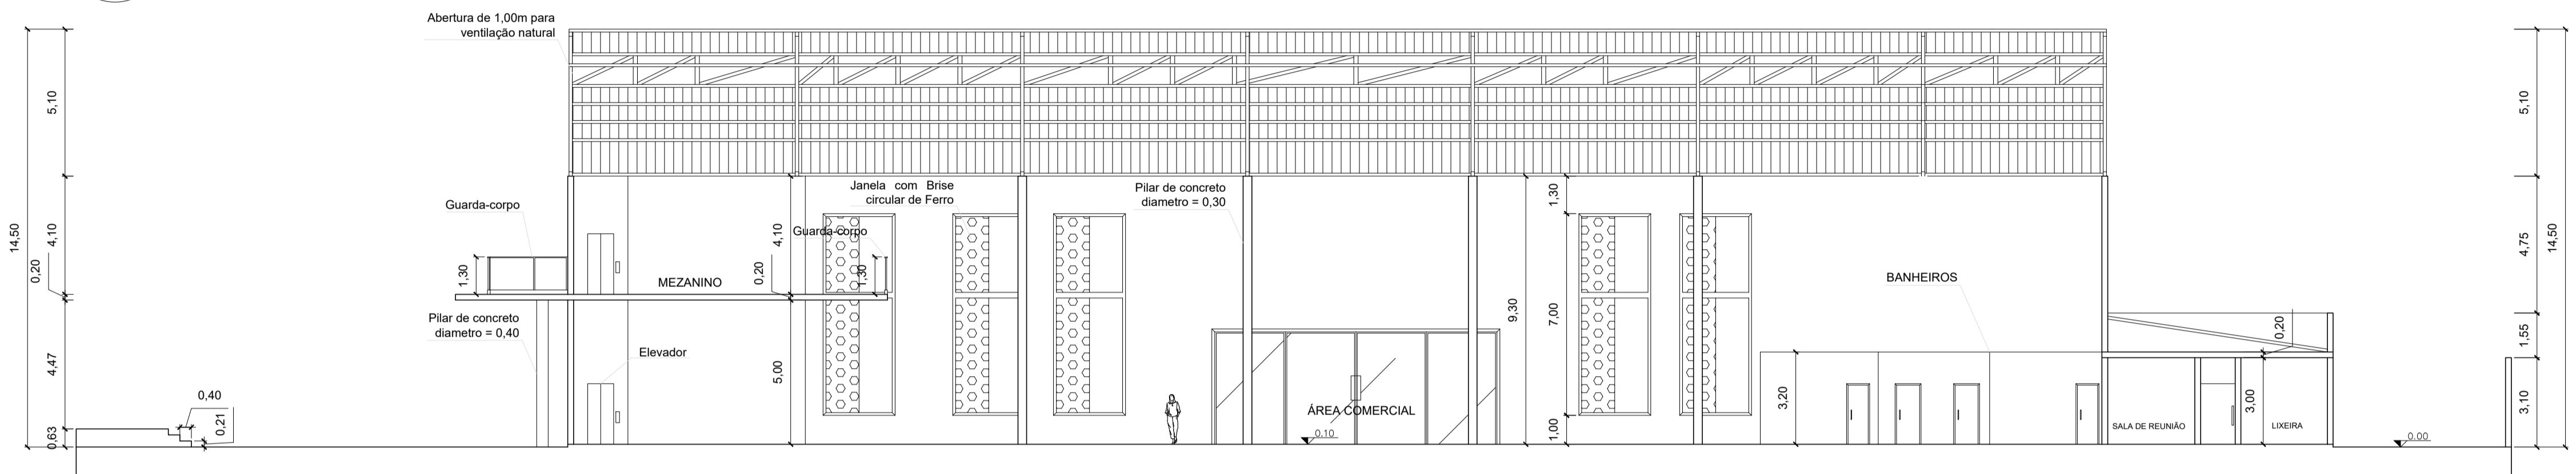 Abertura de 1,00m para
ventilação natural
5,10
14,50
4,10
0,20
4,47
0,63
0,40
0,21
Guarda-corpo
1,30
Pilar de concreto
diametro = 0,40
Elevador
MEZANINO
4,10
0,20
5,00
Janela com Brise
circular de Ferro
Guarda-corpo
1,30
Pilar de concreto
diametro = 0,30
ÁREA COMERCIAL
0.10
9,30
1,30
7,00
1,00
BANHEIROS
3,20
SALA DE REUNIÃO
3,00
LIXEIRA
0,20
0.00
5,10
4,75
14,50
1,55
3,10